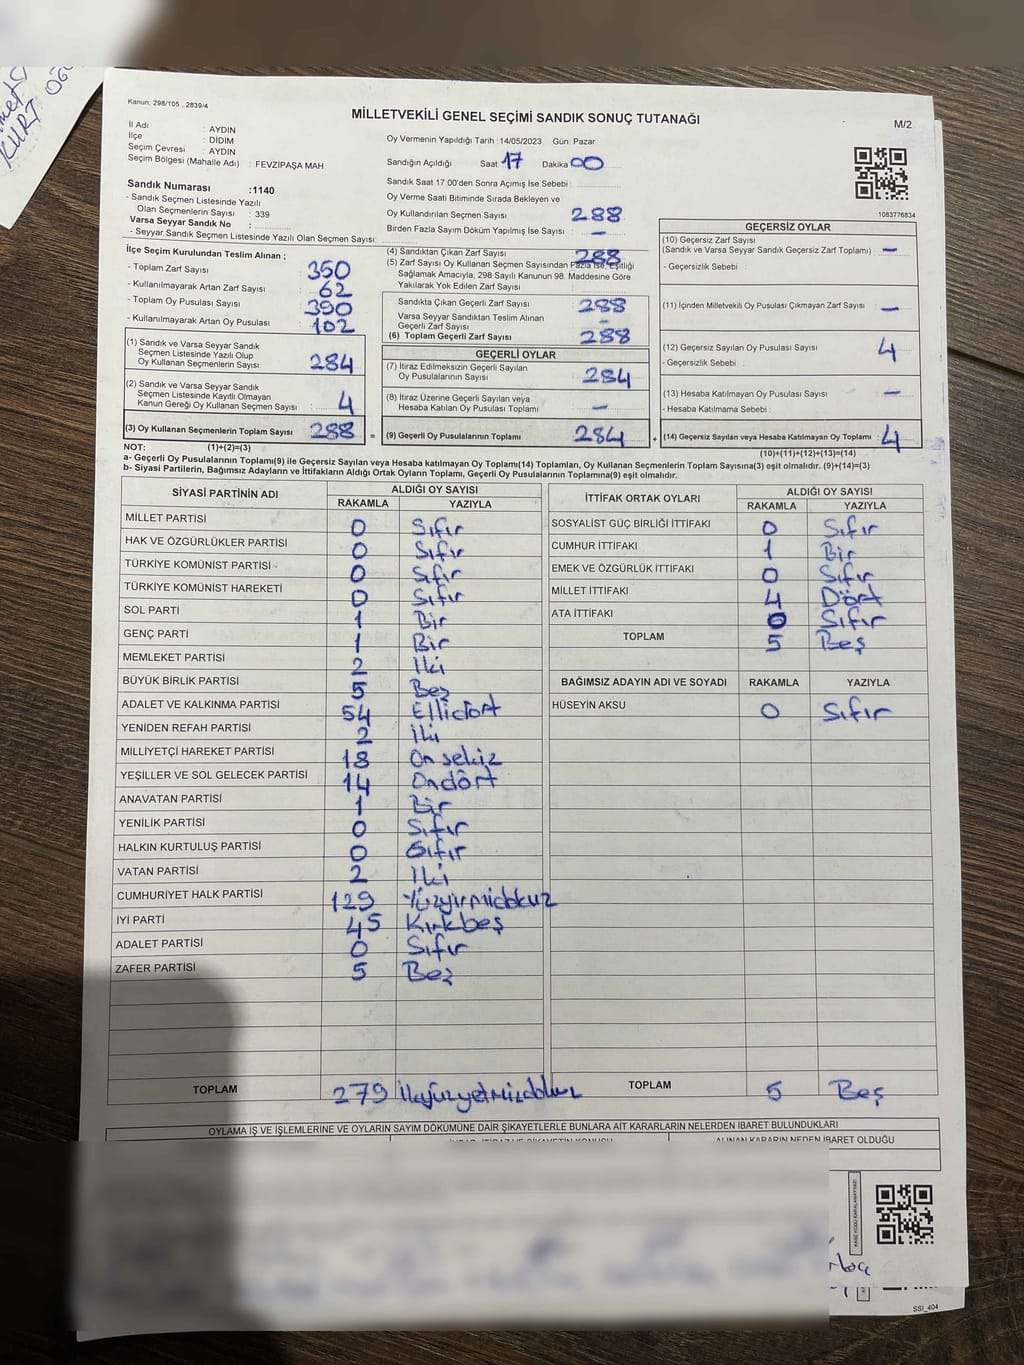 Kanun, 298/105 , 2839/4
MİLLETVEKİLİ GENEL SEÇİMİ SANDIK SONUÇ TUTANAĞI
M/2
İl Adı : AYDIN
İlçe : DİDİM
Seçim Çevresi : AYDIN
Seçim Bölgesi (Mahalle Adı) : FEVZİPAŞA MAH
Sandık Numarası :1140
- Sandık Seçmen Listesinde Yazılı
Olan Seçmenlerin Sayısı : 339
Varsa Seyyar Sandık No :
- Seyyar Sandık Seçmen Listesinde Yazılı Olan Seçmen Sayısı:
Oy Vermenin Yapıldığı Tarih :14/05/2023 Gün: Pazar
Sandığın Açıldığı Saat: 17 Dakika 00
Sandık Saat 17 00'den Sonra Açımış İse Sebebi :
Oy Verme Saati Bitiminde Sırada Bekleyen ve
Oy Kullandırılan Seçmen Sayısı 288
Birden Fazla Sayım Döküm Yapılmış İse Sayısı : -
1083776834
İlçe Seçim Kurulundan Teslim Alınan ;
- Toplam Zarf Sayısı : 350
- Kullanılmayarak Artan Zarf Sayısı : 62
- Toplam Oy Pusulası Sayısı : 390
- Kullanılmayarak Artan Oy Pusulası : 102
(1) Sandık ve Varsa Seyyar Sandık
Seçmen Listesinde Yazılı Olup
Oy Kullanan Seçmenlerin Sayısı : 284
(2) Sandık ve Varsa Seyyar Sandık
Seçmen Listesinde Kayıtlı Olmayan
Kanun Gereği Oy Kullanan Seçmen Sayısı : 4
(3) Oy Kullanan Seçmenlerin Toplam Sayısı : 288 =
(1)+(2)=(3)
(4) Sandıktan Çıkan Zarf Sayısı : 288
(5) Zarf Sayısı Oy Kullanan Seçmen Sayısından Fazla İse, Eşitliği
Sağlamak Amacıyla, 298 Sayılı Kanunun 98. Maddesine Göre
Yakılarak Yok Edilen Zarf Sayısı :
Sandıkta Çıkan Geçerli Zarf Sayısı : 288
Varsa Seyyar Sandıktan Teslim Alınan
Geçerli Zarf Sayısı : -
(6) Toplam Geçerli Zarf Sayısı : 288
GEÇERLİ OYLAR
(7) İtiraz Edilmeksizin Geçerli Sayılan
Oy Pusulalarının Sayısı : 284
(8) İtiraz Üzerine Geçerli Sayılan veya
Hesaba Katılan Oy Pusulası Toplamı : -
(9) Geçerli Oy Pusulalarının Toplamı : 284 +
GEÇERSİZ OYLAR
(10) Geçersiz Zarf Sayısı
(Sandık ve Varsa Seyyar Sandık Geçersiz Zarf Toplamı) : -
- Geçersizlik Sebebi :
(11) İçinden Milletvekili Oy Pusulası Çıkmayan Zarf Sayısı : -
(12) Geçersiz Sayılan Oy Pusulası Sayısı : 4
- Geçersizlik Sebebi :
(13) Hesaba Katılmayan Oy Pusulası Sayısı : -
- Hesaba Katılmama Sebebi :
(14) Geçersiz Sayılan veya Hesaba Katılmayan Oy Toplamı : 4
(10)+(11)+(12)+(13)=(14)
NOT:
a- Geçerli Oy Pusulalarının Toplamı(9) ile Geçersiz Sayılan veya Hesaba katılmayan Oy Toplamı(14) Toplamları, Oy Kullanan Seçmenlerin Toplam Sayısına(3) eşit olmalıdır. (9)+(14)=(3)
b- Siyasi Partilerin, Bağımsız Adayların ve İttifakların Aldığı Ortak Oyların Toplamı, Geçerli Oy Pusulalarının Toplamına(9) eşit olmalıdır.
SİYASİ PARTİNİN ADI ALDIĞI OY SAYISI
RAKAMLA YAZIYLA
MİLLET PARTİSİ 0 Sıfır
HAK VE ÖZGÜRLÜKLER PARTİSİ 0 Sıfır
TÜRKİYE KOMÜNİST PARTİSİ 0 Sıfır
TÜRKİYE KOMÜNİST HAREKETİ 0 Sıfır
SOL PARTİ 1 Bir
GENÇ PARTİ 1 Bir
MEMLEKET PARTİSİ 2 İki
BÜYÜK BİRLİK PARTİSİ 5 Beş
ADALET VE KALKINMA PARTİSİ 54 Ellidört
YENİDEN REFAH PARTİSİ 2 İki
MİLLİYETÇİ HAREKET PARTİSİ 18 Onsekiz
YEŞİLLER VE SOL GELECEK PARTİSİ 14 Ondört
ANAVATAN PARTİSİ 1 Bir
YENİLİK PARTİSİ 0 Sıfır
HALKIN KURTULUŞ PARTİSİ 0 Sıfır
VATAN PARTİSİ 2 İki
CUMHURİYET HALK PARTİSİ 129 Yüzyirmidokuz
İYİ PARTİ 45 Kırkbeş
ADALET PARTİSİ 0 Sıfır
ZAFER PARTİSİ 5 Beş
TOPLAM 279 ikiyüzyetmişdokuz
İTTİFAK ORTAK OYLARI ALDIĞI OY SAYISI
RAKAMLA YAZIYLA
SOSYALİST GÜÇ BİRLİĞİ İTTİFAKI 0 Sıfır
CUMHUR İTTİFAKI 1 Bir
EMEK VE ÖZGÜRLÜK İTTİFAKI 0 Sıfır
MİLLET İTTİFAKI 4 Dört
ATA İTTİFAKI 0 Sıfır
TOPLAM 5 Beş
BAĞIMSIZ ADAYIN ADI VE SOYADI RAKAMLA YAZIYLA
HÜSEYİN AKSU 0 Sıfır
TOPLAM 5 Beş
OYLAMA İŞ VE İŞLEMLERİNE VE OYLARIN SAYIM DÖKÜMÜNE DAİR ŞİKAYETLERLE BUNLARA AİT KARARLARIN NELERDEN İBARET BULUNDUKLARI
ALINAN KARARIN NEDEN İBARET OLDUĞU
SSI_404
KURT